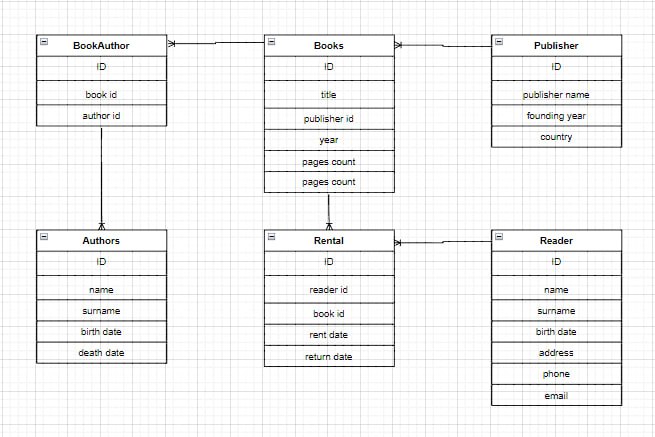 BookAuthor
ID
book id
author id
Books
ID
title
publisher id
year
pages count
pages count
Publisher
ID
publisher name
founding year
country
Authors
ID
name
surname
birth date
death date
Rental
ID
reader id
book id
rent date
return date
Reader
ID
name
surname
birth date
address
phone
email